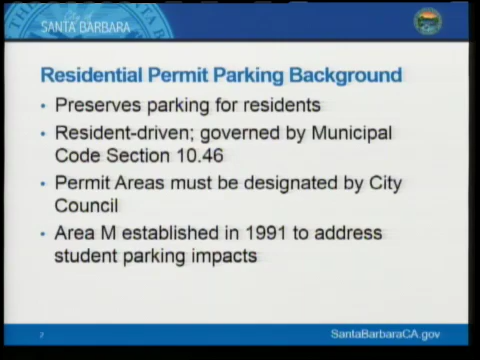 SANTA BARBARA
Residential Permit Parking Background
• Preserves parking for residents
• Resident-driven; governed by Municipal
Code Section 10.46
• Permit Areas must be designated by City
Council
• Area M established in 1991 to address
student parking impacts
7
SantaBarbaraCA.gov